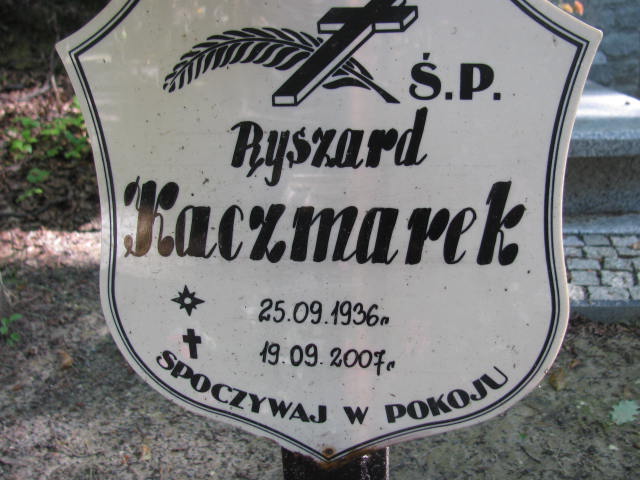 Ś.P.
Ryszard
Kaczmarek
25.09.1936r
19.09.2007r
SPOCZYWAJ W POKOJU